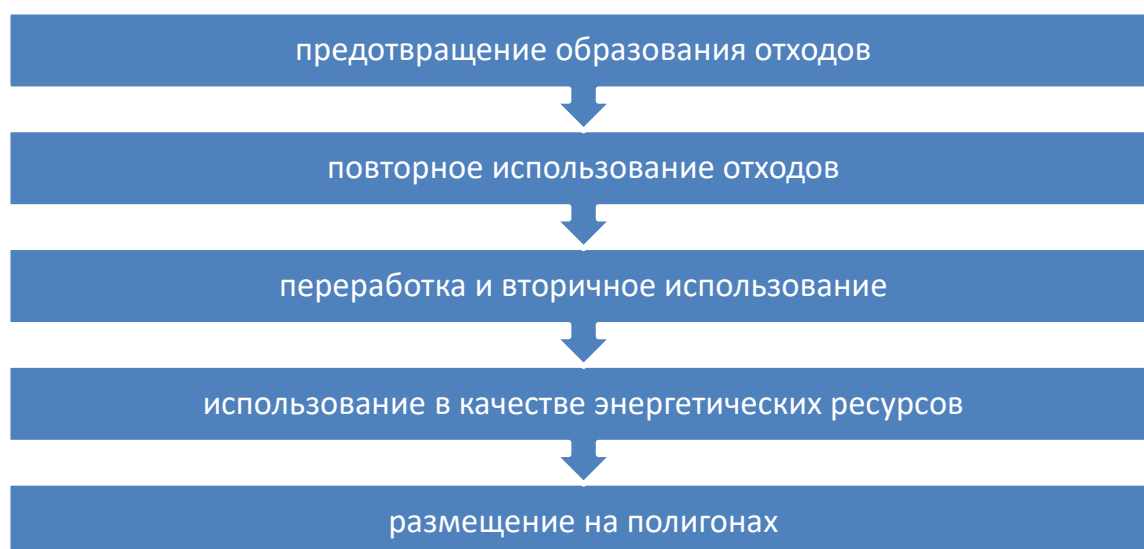 предотвращение образования отходов
повторное использование отходов
переработка и вторичное использование
использование в качестве энергетических ресурсов
размещение на полигонах